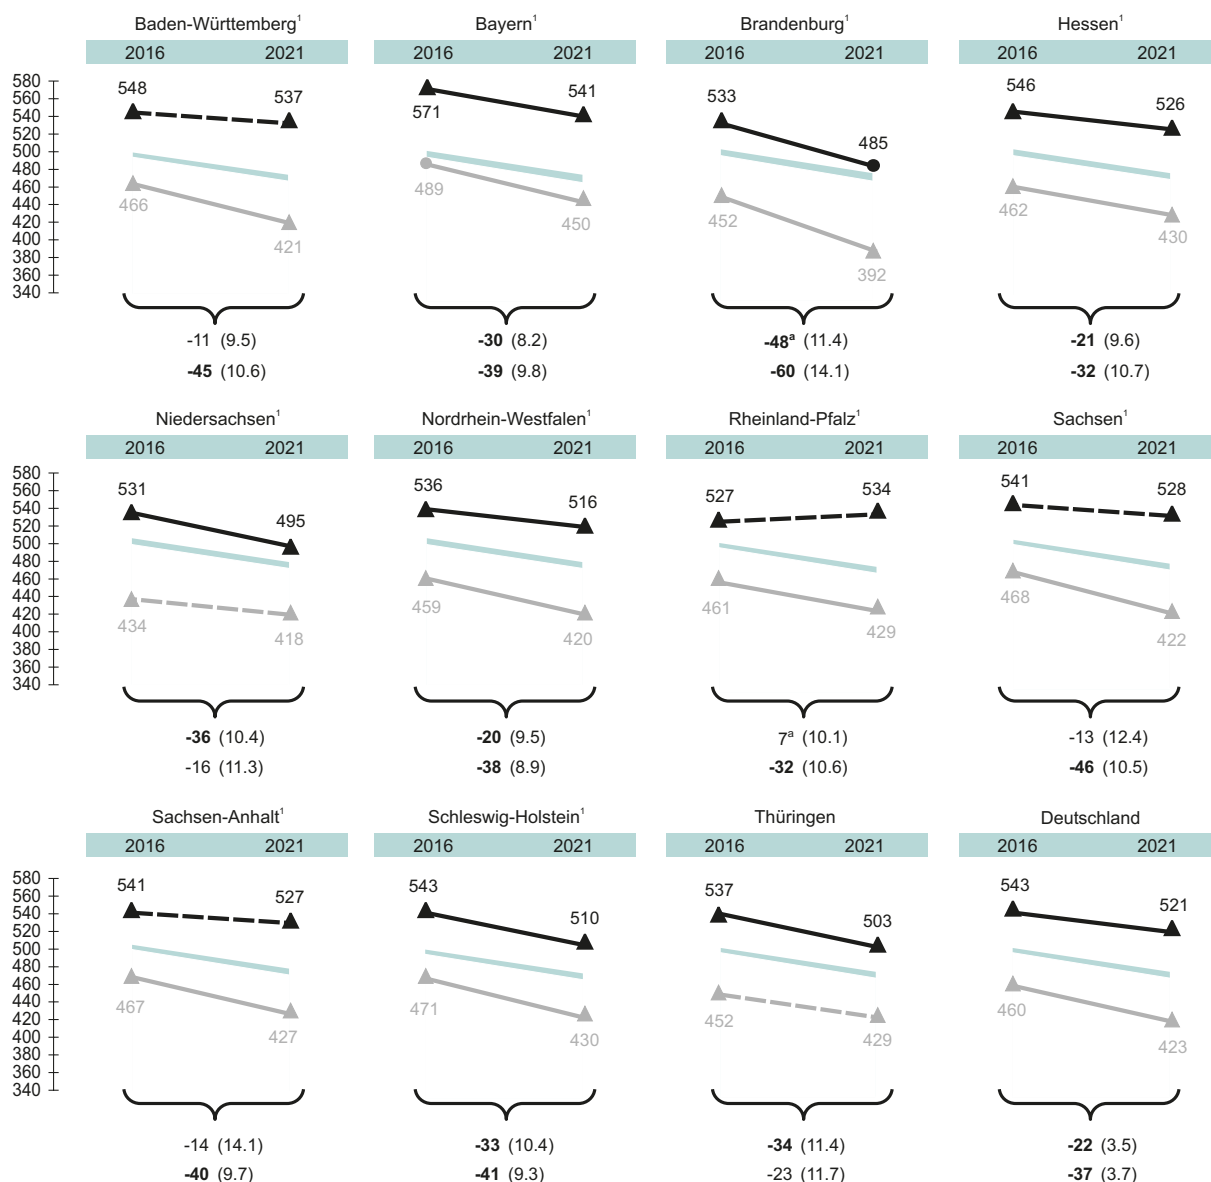 Baden-Württemberg¹ Bayern¹ Brandenburg¹ Hessen¹
2016 2021 2016 2021 2016 2021 2016 2021
580
560
540
520
500
480
460
440
420
400
380
360
340
548 537 571 541 533 485 546 526
466 421 489 450 452 392 462 430
-11 (9.5) -30 (8.2) -48ᵃ (11.4) -21 (9.6)
-45 (10.6) -39 (9.8) -60 (14.1) -32 (10.7)
Niedersachsen¹ Nordrhein-Westfalen¹ Rheinland-Pfalz¹ Sachsen¹
2016 2021 2016 2021 2016 2021 2016 2021
580
560
540
520
500
480
460
440
420
400
380
360
340
531 495 536 516 527 534 541 528
434 418 459 420 461 429 468 422
-36 (10.4) -20 (9.5) 7ᵃ (10.1) -13 (12.4)
-16 (11.3) -38 (8.9) -32 (10.6) -46 (10.5)
Sachsen-Anhalt¹ Schleswig-Holstein¹ Thüringen Deutschland
2016 2021 2016 2021 2016 2021 2016 2021
580
560
540
520
500
480
460
440
420
400
380
360
340
541 527 543 510 537 503 543 521
467 427 471 430 452 429 460 423
-14 (14.1) -33 (10.4) -34 (11.4) -22 (3.5)
-40 (9.7) -41 (9.3) -23 (11.7) -37 (3.7)